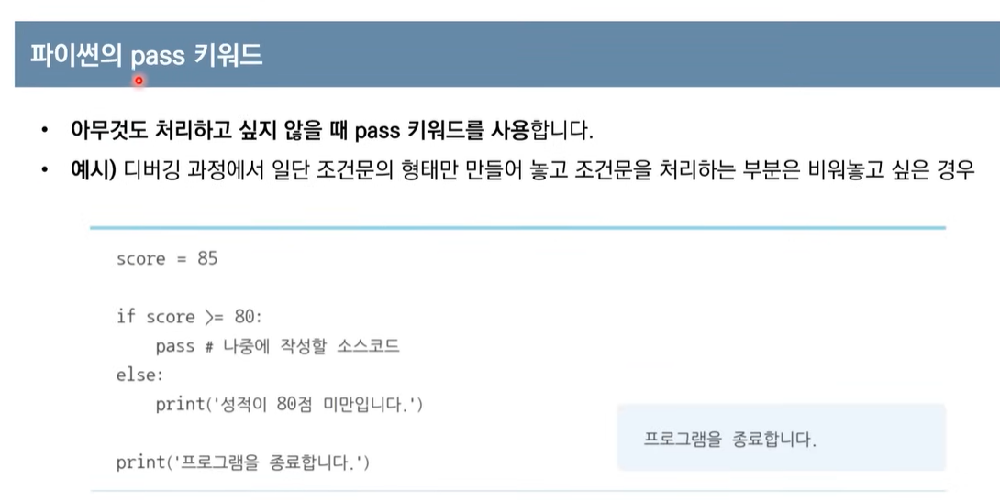 파이썬의 pass 키워드
• 아무것도 처리하고 싶지 않을 때 pass 키워드를 사용합니다.
• 예시) 디버깅 과정에서 일단 조건문의 형태만 만들어 놓고 조건문을 처리하는 부분은 비워놓고 싶은 경우
score = 85
if score >= 80:
    pass # 나중에 작성할 소스코드
else:
    print('성적이 80점 미만입니다.')
print('프로그램을 종료합니다.')
프로그램을 종료합니다.